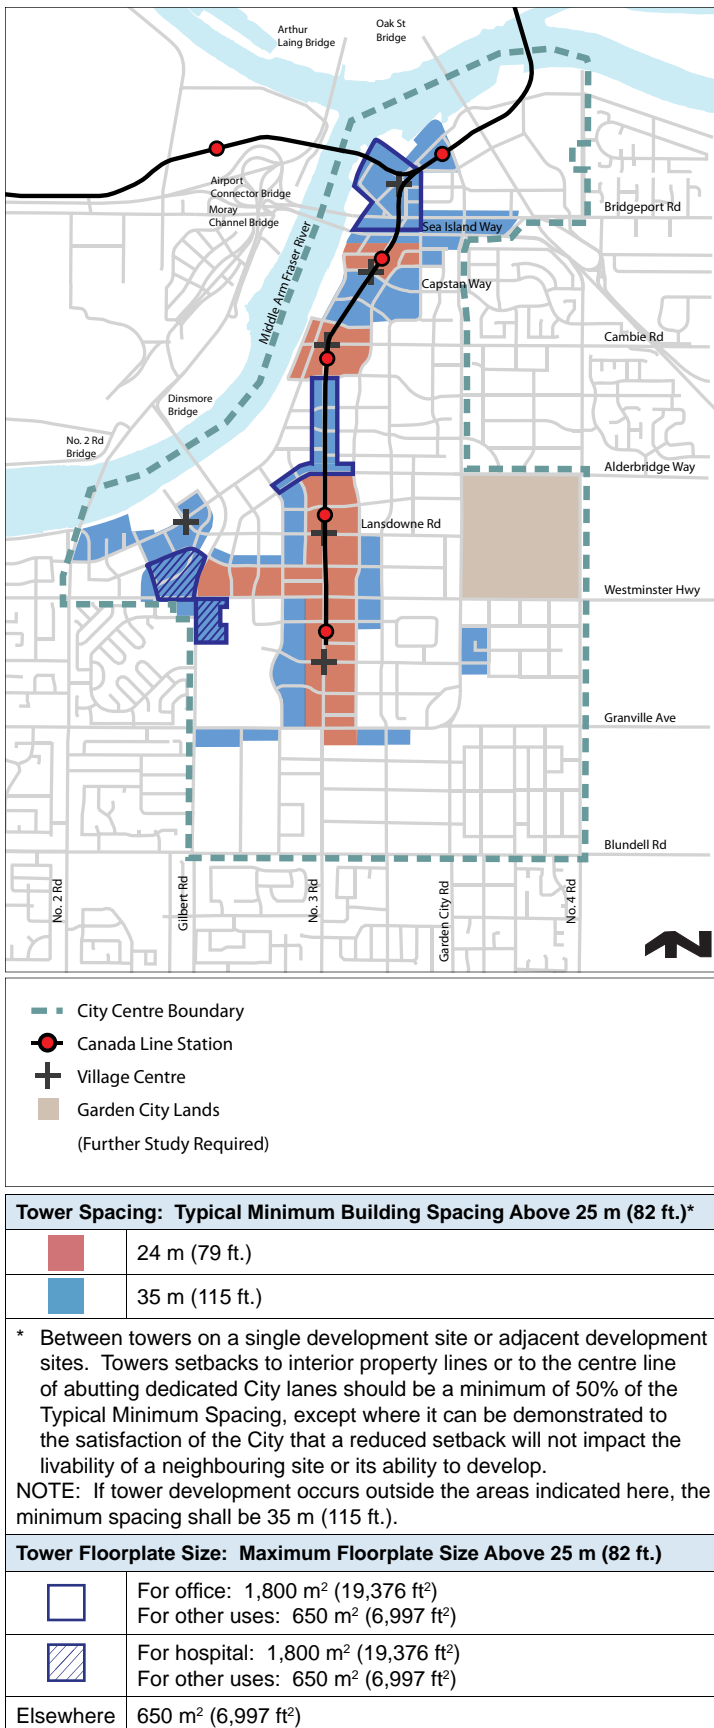 Arthur
Laing Bridge
Oak St
Bridge
Airport
Connector Bridge
Moray
Channel Bridge
Bridgeport Rd
Sea Island Way
Middle Arm Fraser River
Capstan Way
Cambie Rd
Dinsmore
Bridge
No. 2 Rd
Bridge
Alderbridge Way
Lansdowne Rd
Westminster Hwy
Granville Ave
Blundell Rd
No. 2 Rd
Gilbert Rd
No. 3 Rd
Garden City Rd
No. 4 Rd
N
City Centre Boundary
Canada Line Station
Village Centre
Garden City Lands
(Further Study Required)
Tower Spacing: Typical Minimum Building Spacing Above 25 m (82 ft.)*
24 m (79 ft.)
35 m (115 ft.)
* Between towers on a single development site or adjacent development
sites. Towers setbacks to interior property lines or to the centre line
of abutting dedicated City lanes should be a minimum of 50% of the
Typical Minimum Spacing, except where it can be demonstrated to
the satisfaction of the City that a reduced setback will not impact the
livability of a neighbouring site or its ability to develop.
NOTE: If tower development occurs outside the areas indicated here, the
minimum spacing shall be 35 m (115 ft.).
Tower Floorplate Size: Maximum Floorplate Size Above 25 m (82 ft.)
For office: 1,800 m² (19,376 ft²)
For other uses: 650 m² (6,997 ft²)
For hospital: 1,800 m² (19,376 ft²)
For other uses: 650 m² (6,997 ft²)
Elsewhere 650 m² (6,997 ft²)